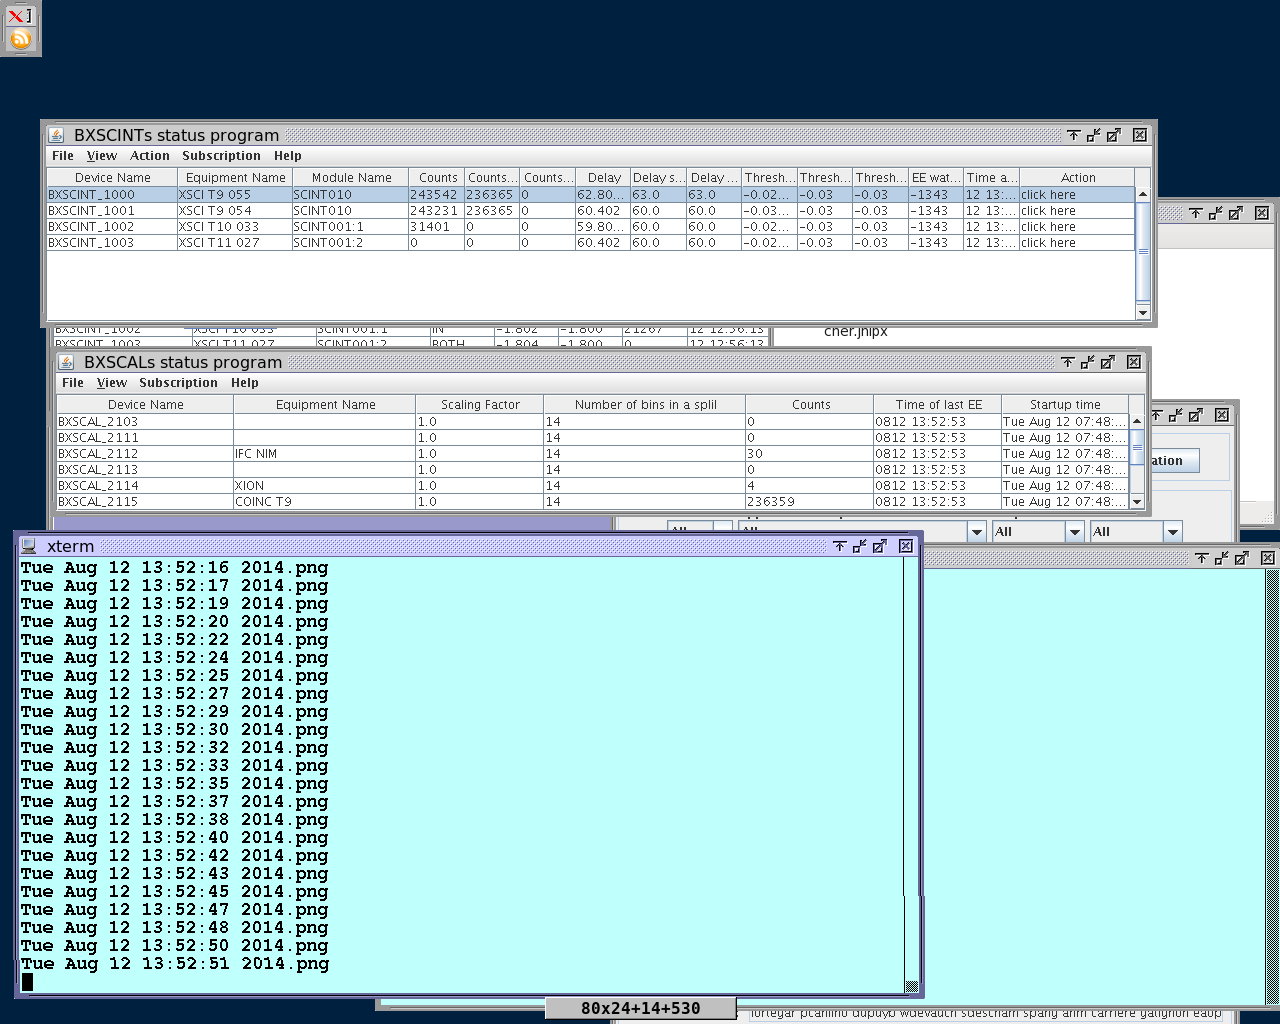 BXSCINTs status program
File View Action Subscription Help
Device Name Equipment Name Module Name Counts Counts... Counts... Delay Delay s... Delay ... Thresh... Thresh... Thresh... EE wat... Time a... Action
BXSCINT_1000 XSCI T9 055 SCINT010 243542 236365 0 62.80... 63.0 63.0 -0.02... -0.03 -0.03 -1343 12 13:... click here
BXSCINT_1001 XSCI T9 054 SCINT010 243231 236365 0 60.402 60.0 60.0 -0.03... -0.03 -0.03 -1343 12 13:... click here
BXSCINT_1002 XSCI T10 033 SCINT001:1 31401 0 0 59.80... 60.0 60.0 -0.02... -0.03 -0.03 -1343 12 13:... click here
BXSCINT_1003 XSCI T11 027 SCINT001:2 0 0 0 60.402 60.0 60.0 -0.02... -0.03 -0.03 -1343 12 13:... click here
BXSCINT_1002 XSCI T10 033 SCINT001:1 IN -1.802 -1.800 21267 12 12:56:13
cher.jnlpx
BXSCINT_1003 XSCI T11 027 SCINT001:2 BOTH -1.804 -1.800 0 12 12:56:13
BXSCALs status program
File View Subscription Help
Device Name Equipment Name Scaling Factor Number of bins in a splil Counts Time of last EE Startup time
BXSCAL_2103 1.0 14 0 0812 13:52:53 Tue Aug 12 07:48:...
BXSCAL_2111 1.0 14 0 0812 13:52:53 Tue Aug 12 07:48:...
BXSCAL_2112 IFC NIM 1.0 14 30 0812 13:52:53 Tue Aug 12 07:48:...
BXSCAL_2113 1.0 14 0 0812 13:52:53 Tue Aug 12 07:48:...
BXSCAL_2114 XION 1.0 14 4 0812 13:52:53 Tue Aug 12 07:48:...
BXSCAL_2115 COINC T9 1.0 14 236359 0812 13:52:53 Tue Aug 12 07:48:...
ation
All All All All
xterm
Tue Aug 12 13:52:16 2014.png
Tue Aug 12 13:52:17 2014.png
Tue Aug 12 13:52:19 2014.png
Tue Aug 12 13:52:20 2014.png
Tue Aug 12 13:52:22 2014.png
Tue Aug 12 13:52:24 2014.png
Tue Aug 12 13:52:25 2014.png
Tue Aug 12 13:52:27 2014.png
Tue Aug 12 13:52:29 2014.png
Tue Aug 12 13:52:30 2014.png
Tue Aug 12 13:52:32 2014.png
Tue Aug 12 13:52:33 2014.png
Tue Aug 12 13:52:35 2014.png
Tue Aug 12 13:52:37 2014.png
Tue Aug 12 13:52:38 2014.png
Tue Aug 12 13:52:40 2014.png
Tue Aug 12 13:52:42 2014.png
Tue Aug 12 13:52:43 2014.png
Tue Aug 12 13:52:45 2014.png
Tue Aug 12 13:52:47 2014.png
Tue Aug 12 13:52:48 2014.png
Tue Aug 12 13:52:50 2014.png
Tue Aug 12 13:52:51 2014.png
80x24+14+530